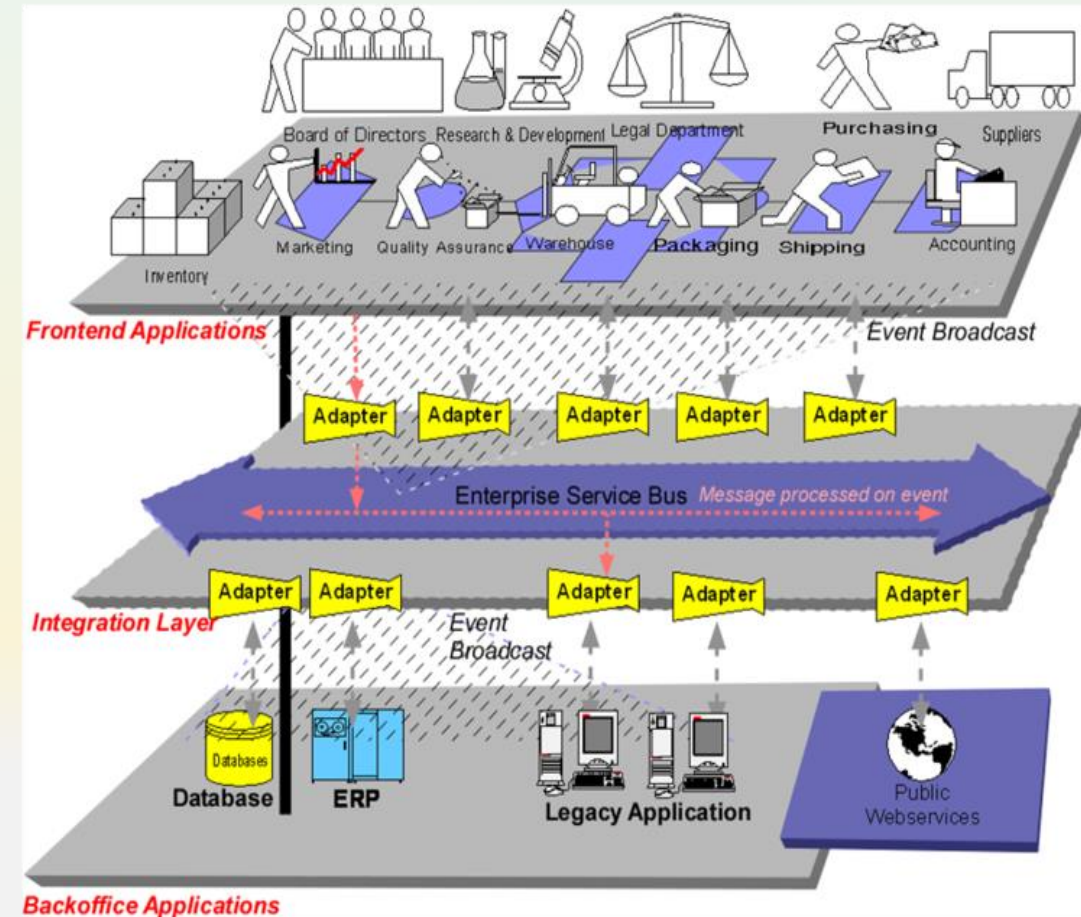 Board of Directors
Research & Development
Legal Department
Purchasing
Suppliers
Marketing
Quality Assurance
Warehouse
Packaging
Shipping
Accounting
Inventory
Frontend Applications
Event Broadcast
Adapter
Adapter
Adapter
Adapter
Adapter
Enterprise Service Bus
Message processed on event
Adapter
Adapter
Adapter
Adapter
Adapter
Integration Layer
Event
Broadcast
Databases
Database
ERP
Legacy Application
Public
Webservices
Backoffice Applications